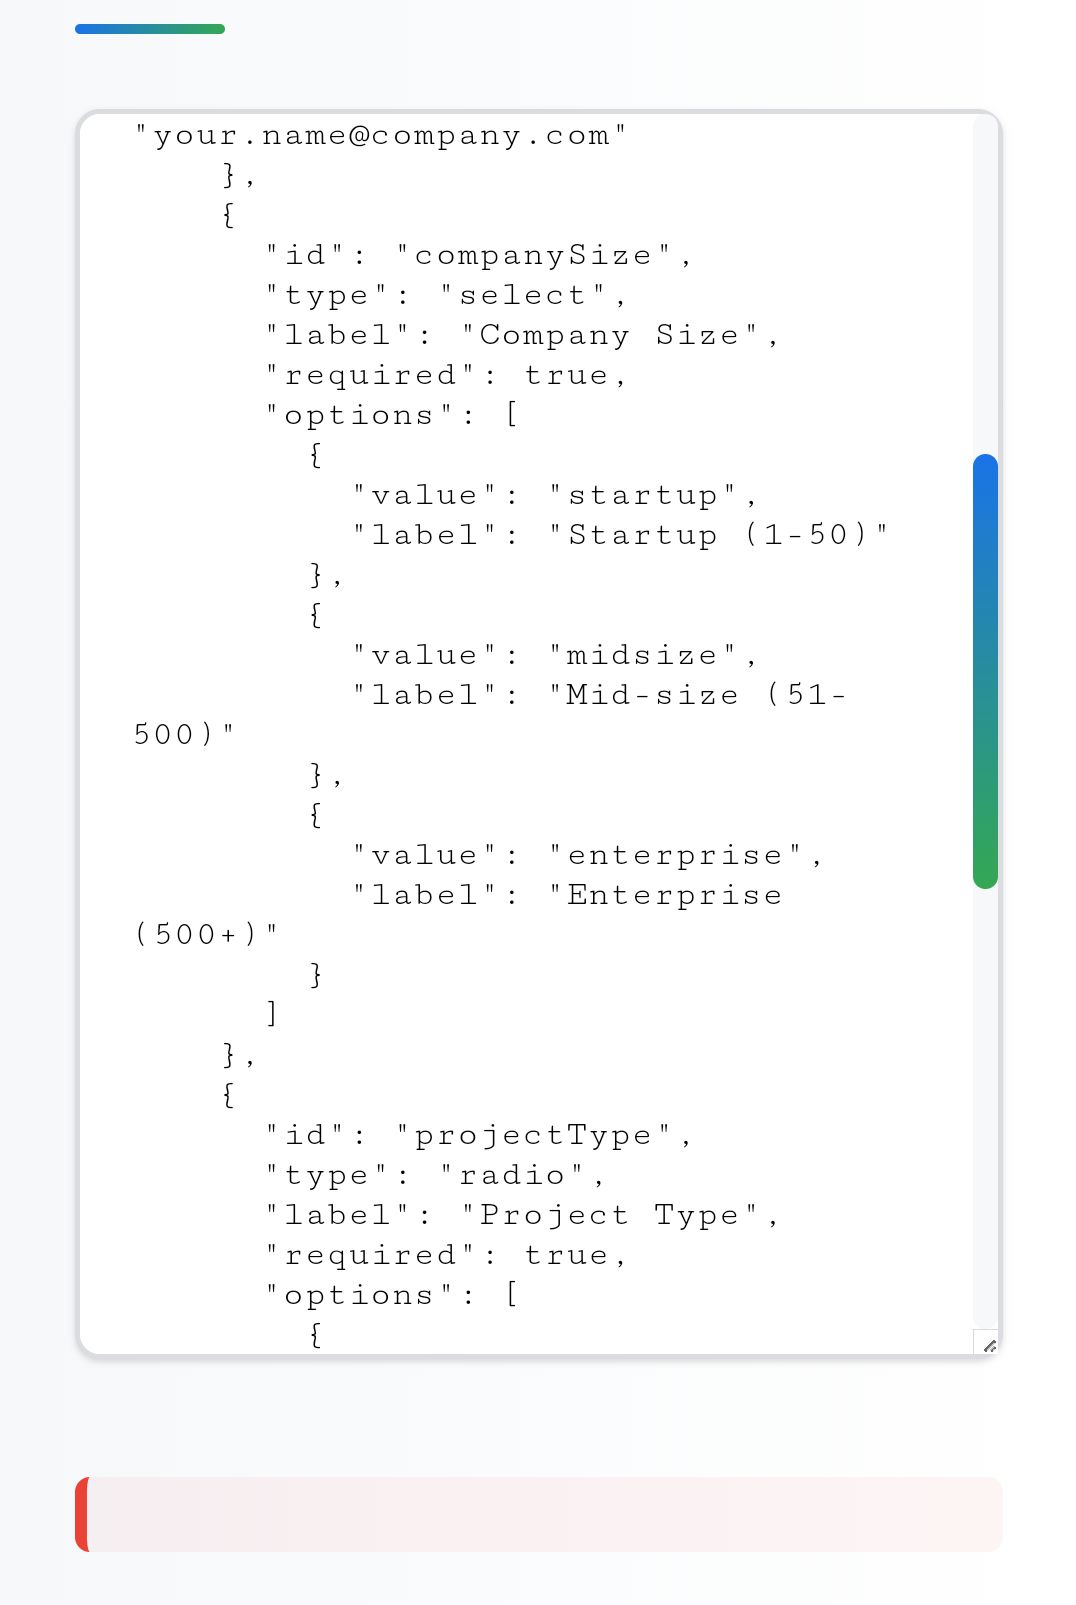 "your.name@company.com"
    },
    {
      "id": "companySize",
      "type": "select",
      "label": "Company Size",
      "required": true,
      "options": [
        {
          "value": "startup",
          "label": "Startup (1-50)"
        },
        {
          "value": "midsize",
          "label": "Mid-size (51-
500)"
        },
        {
          "value": "enterprise",
          "label": "Enterprise
(500+)"
        }
      ]
    },
    {
      "id": "projectType",
      "type": "radio",
      "label": "Project Type",
      "required": true,
      "options": [
        {